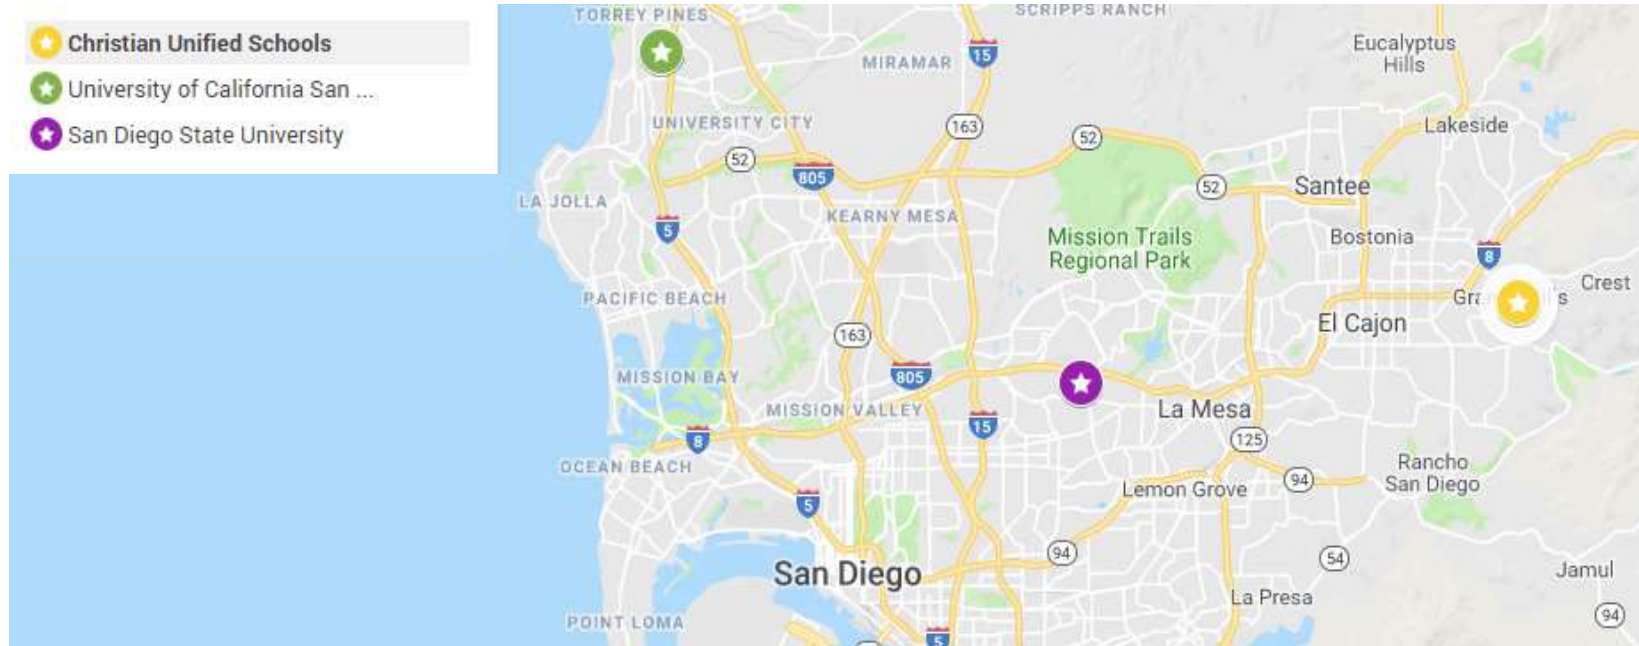 Christian Unified Schools
University of California San ...
San Diego State University
TORREY PINES
SCRIPPS RANCH
15
MIRAMAR
Eucalyptus
Hills
UNIVERSITY CITY
163
52
Lakeside
52
805
52
Santee
LA JOLLA
5
KEARNY MESA
Mission Trails
Regional Park
Bostonia
8
Crest
PACIFIC BEACH
163
El Cajon
MISSION BAY
805
MISSION VALLEY
La Mesa
15
8
125
OCEAN BEACH
Rancho
San Diego
94
Lemon Grove
5
94
54
San Diego
Jamul
La Presa
94
POINT LOMA
5